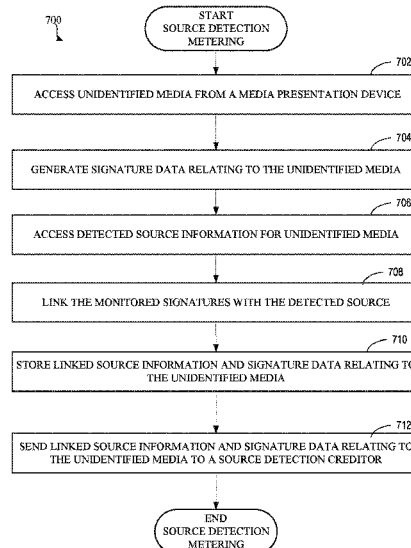 700
START
SOURCE DETECTION
METERING
702
ACCESS UNIDENTIFIED MEDIA FROM A MEDIA PRESENTATION DEVICE
704
GENERATE SIGNATURE DATA RELATING TO THE UNIDENTIFIED MEDIA
706
ACCESS DETECTED SOURCE INFORMATION FOR UNIDENTIFIED MEDIA
708
LINK THE MONITORED SIGNATURES WITH THE DETECTED SOURCE
710
STORE LINKED SOURCE INFORMATION AND SIGNATURE DATA RELATING TO
THE UNIDENTIFIED MEDIA
712
SEND LINKED SOURCE INFORMATION AND SIGNATURE DATA RELATING TO
THE UNIDENTIFIED MEDIA TO A SOURCE DETECTION CREDITOR
END
SOURCE DETECTION
METERING